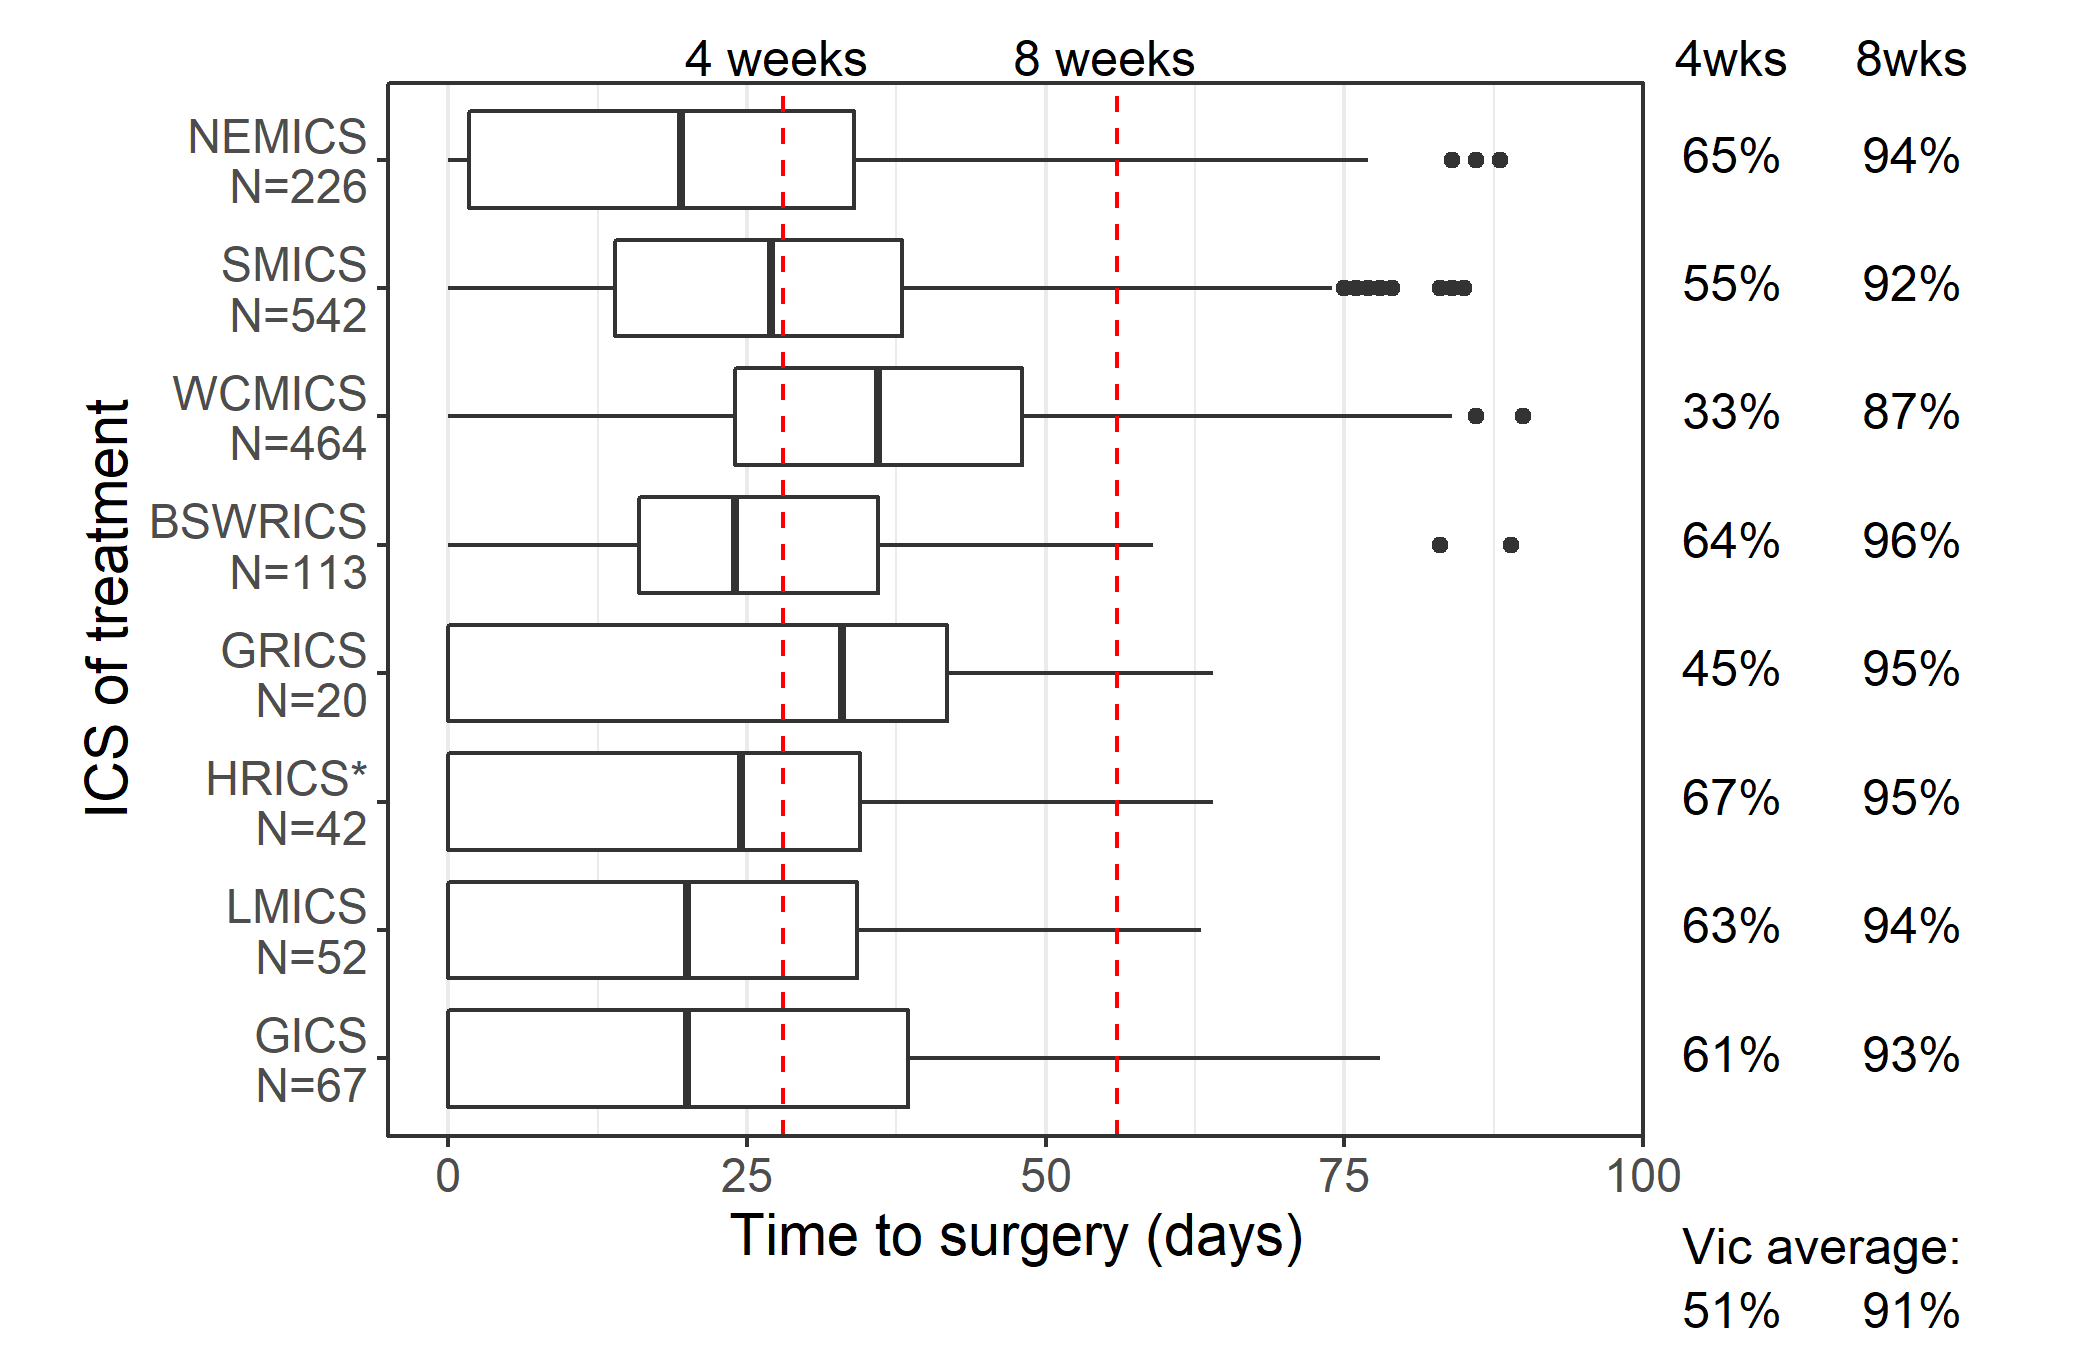 4 weeks 8 weeks 4wks 8wks
NEMICS
N=226
65% 94%
SMICS
N=542
55% 92%
WCMICS
N=464
33% 87%
BSWRICS
N=113
64% 96%
GRICS
N=20
45% 95%
HRICS*
N=42
67% 95%
LMICS
N=52
63% 94%
GICS
N=67
61% 93%
ICS of treatment
0 25 50 75 100
Time to surgery (days)
Vic average:
51% 91%